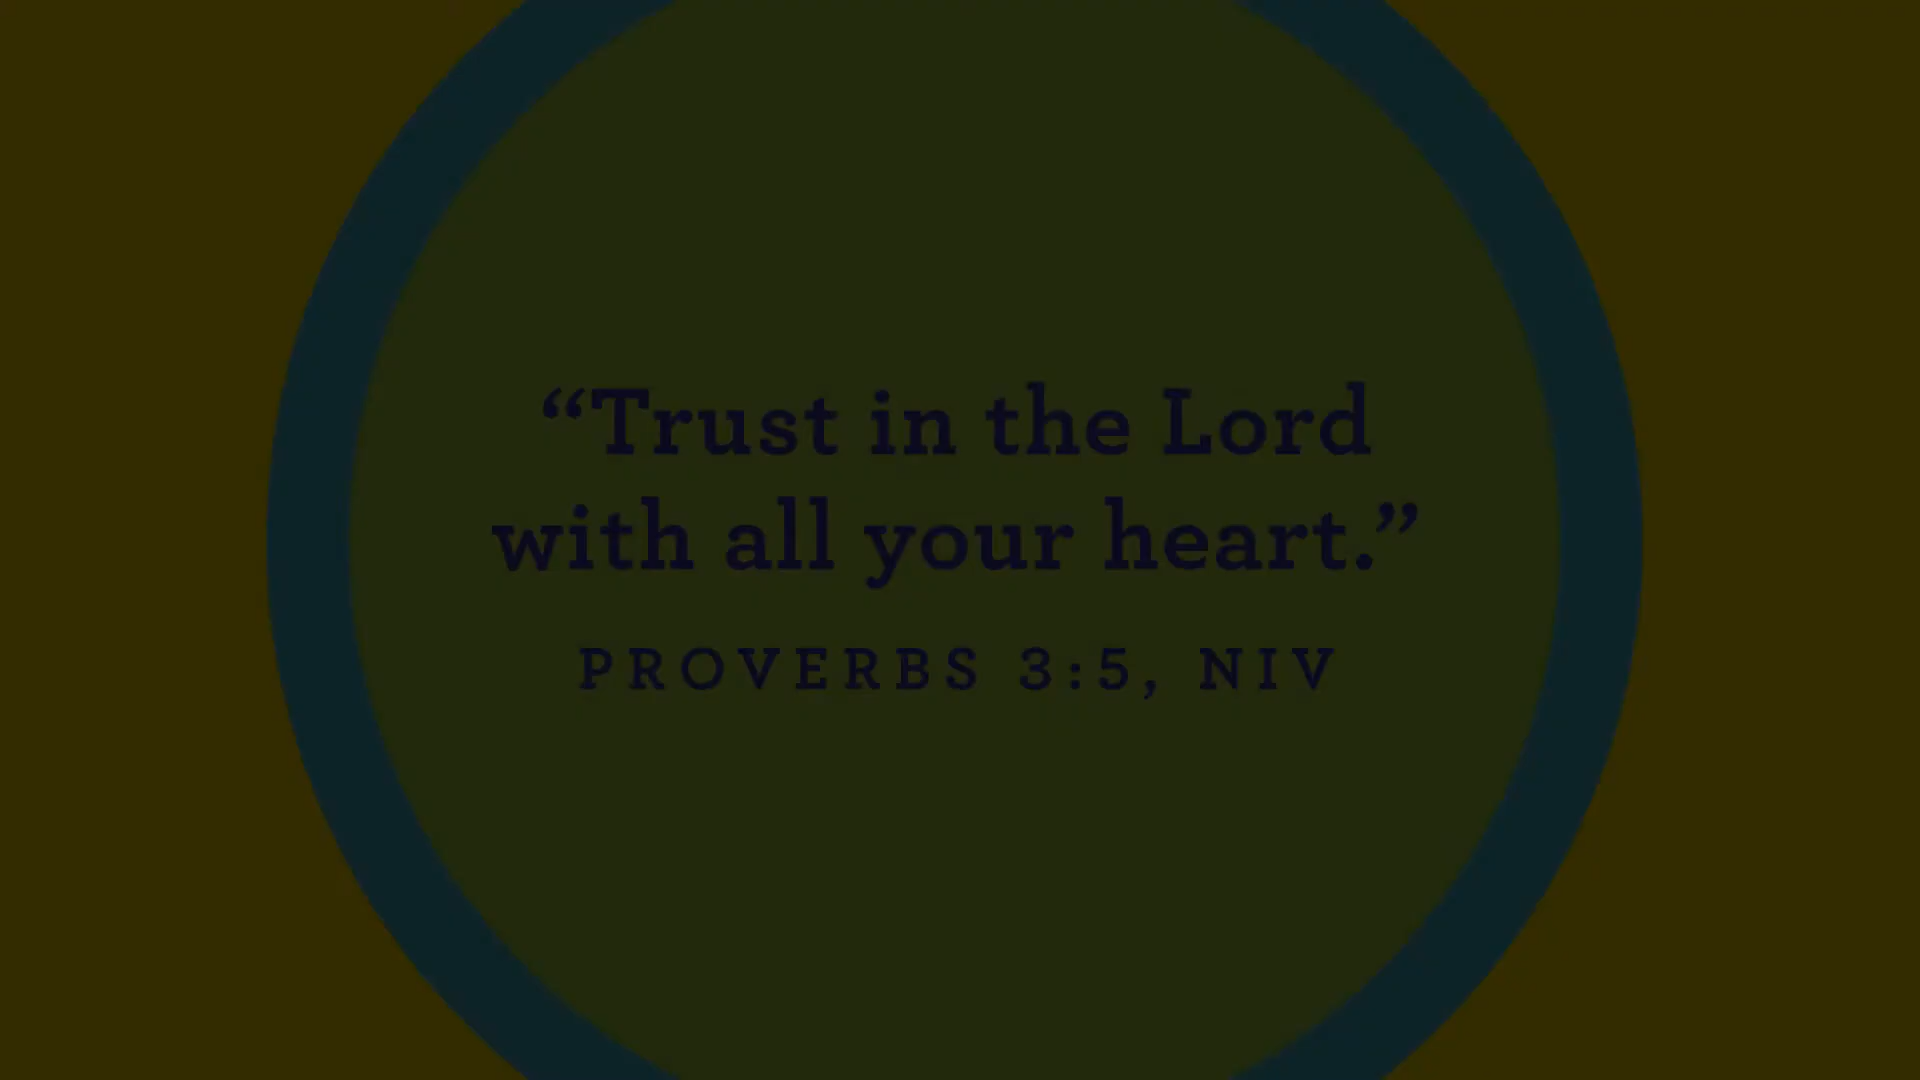 “Trust in the Lord
with all your heart.”
PROVERBS 3:5, NIV